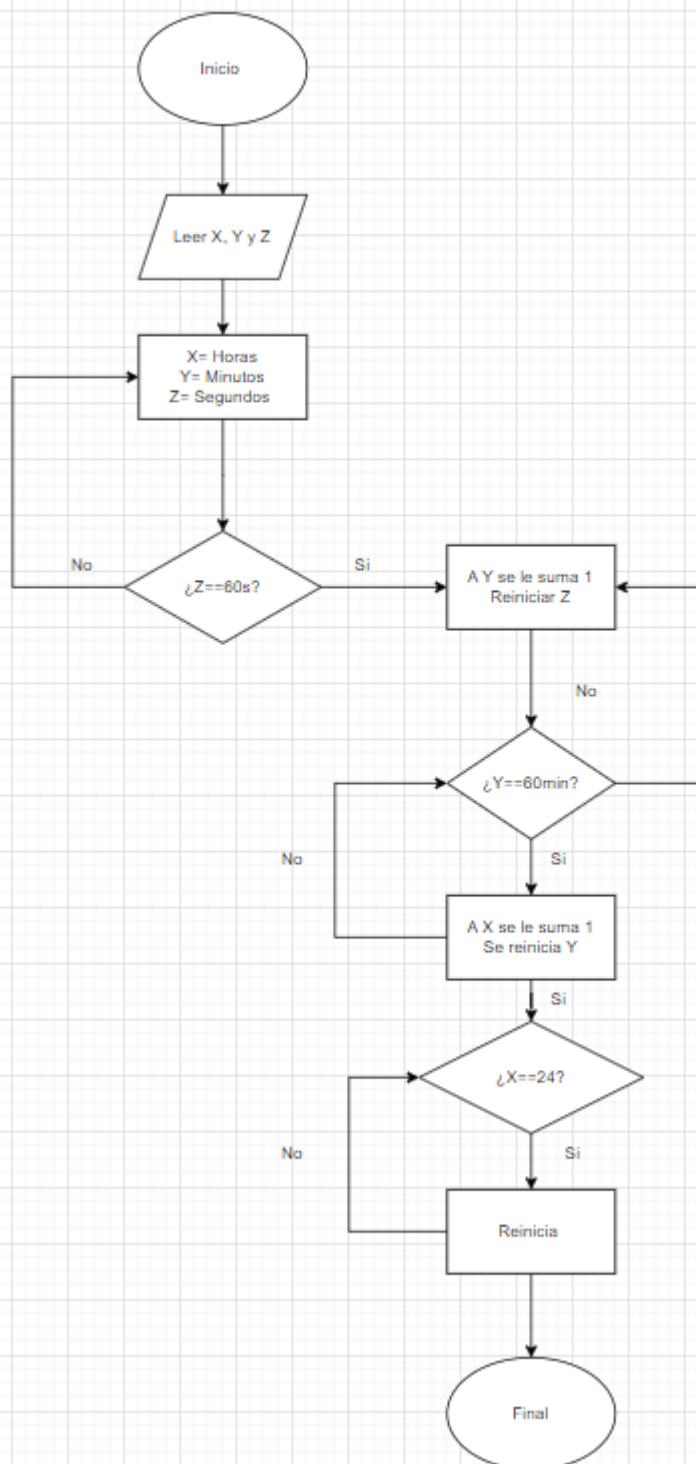 Inicio
Leer X, Y y Z
X= Horas
Y= Minutos
Z= Segundos
No
¿Z==60s?
Si
A Y se le suma 1
Reiniciar Z
No
¿Y==60min?
No
Si
A X se le suma 1
Se reinicia Y
Si
¿X==24?
No
Si
Reinicia
Final